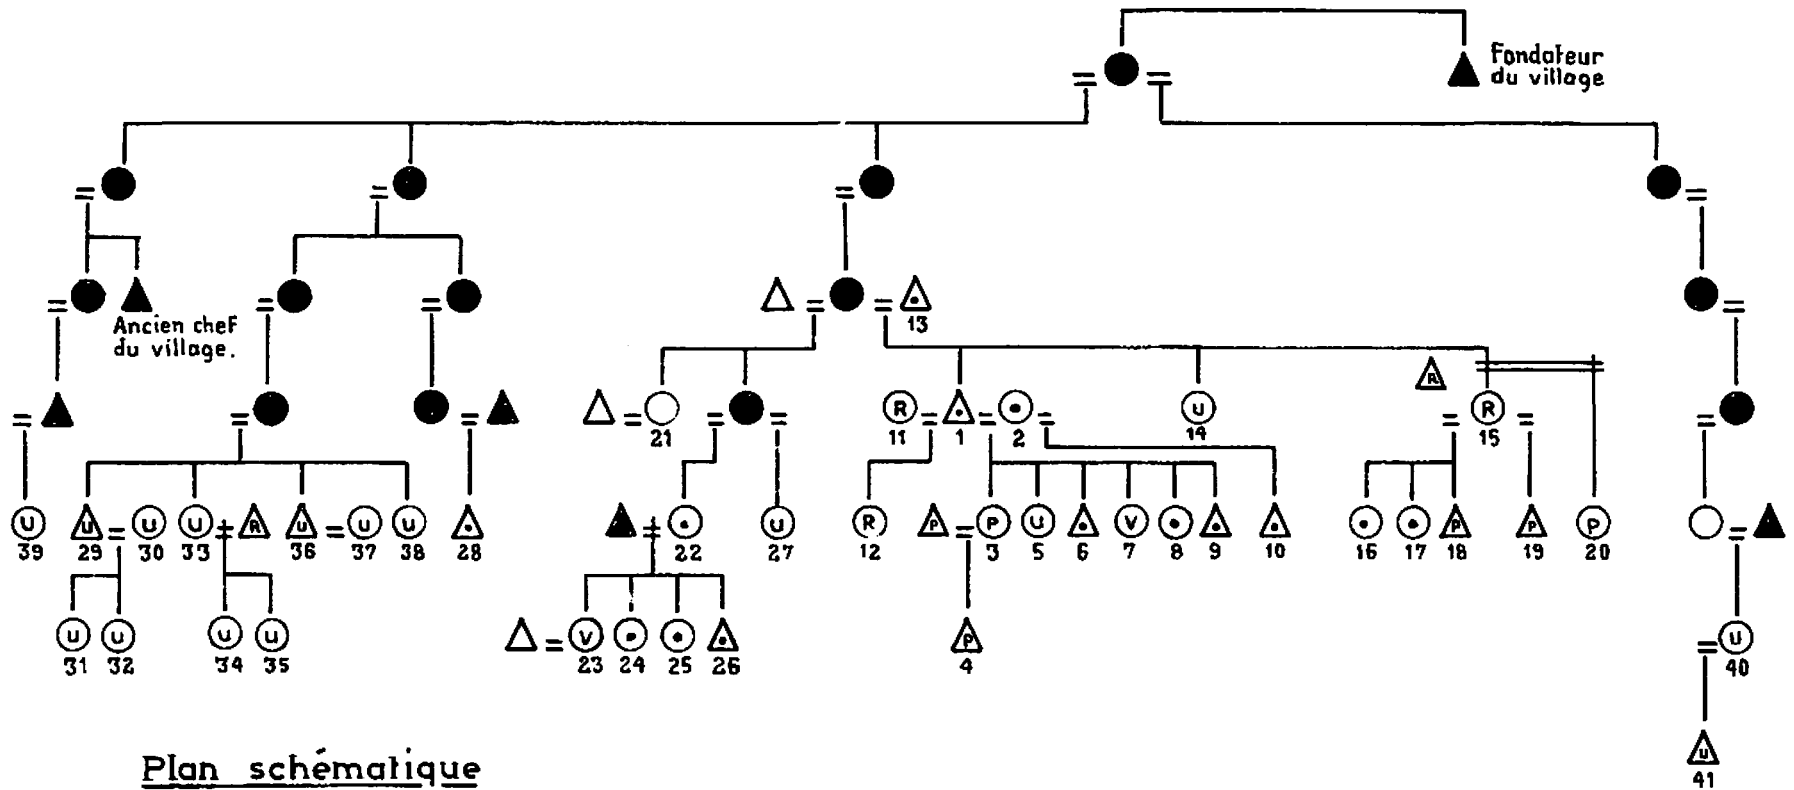 Fondateur
du village
Ancien chef
du village.
13
R
R
U
R
11
1
2
14
15
21
U
U
U
U
R
U
U
U
U
R
P
P
U
V
P
P
P
U
39
29
30
33
36
37
38
28
22
27
12
3
5
6
7
8
9
10
16
17
18
19
20
U
U
U
U
V
P
U
31
32
34
35
23
24
25
26
4
40
U
41
Plan schématique